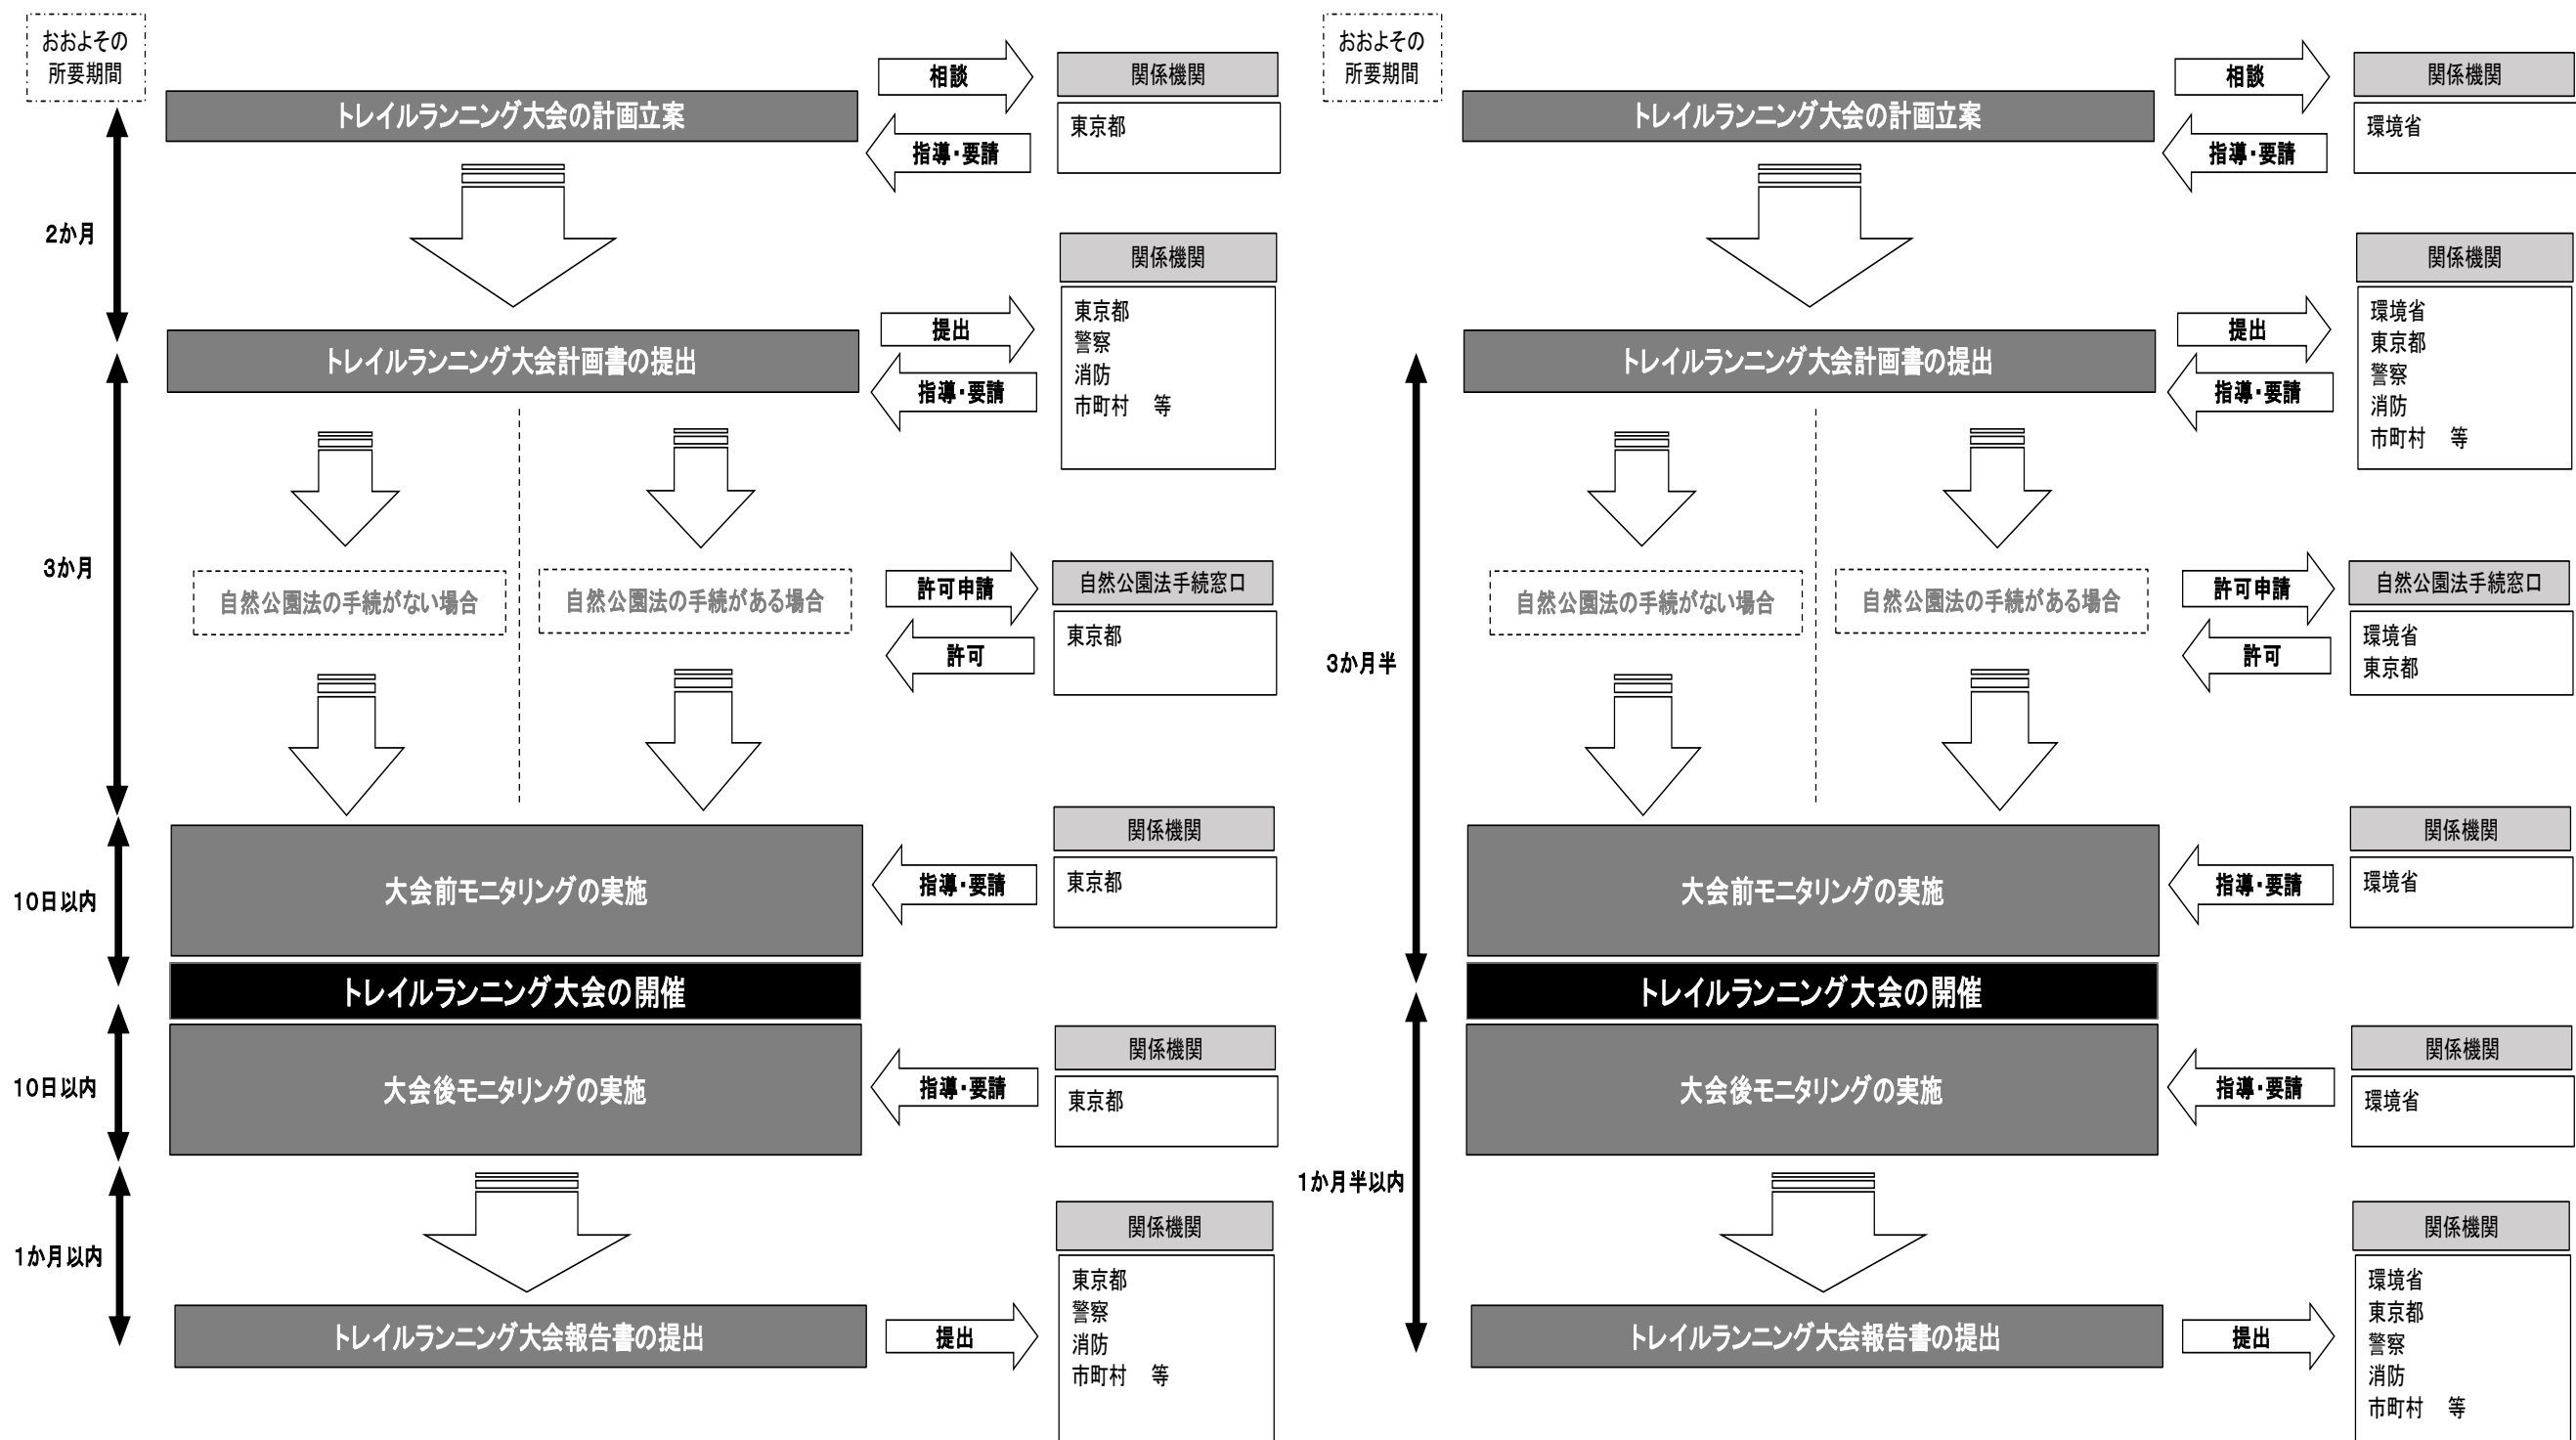 おおよその
所要期間
相談
関係機関
トレイルランニング大会の計画立案
東京都
指導・要請
2か月
関係機関
提出
東京都
警察
消防
市町村　等
トレイルランニング大会計画書の提出
指導・要請
3か月
自然公園法の手続がない場合
自然公園法の手続がある場合
許可申請
自然公園法手続窓口
東京都
許可
関係機関
10日以内
大会前モニタリングの実施
指導・要請
東京都
トレイルランニング大会の開催
関係機関
10日以内
大会後モニタリングの実施
指導・要請
東京都
1か月以内
関係機関
東京都
警察
消防
市町村　等
トレイルランニング大会報告書の提出
提出
おおよその
所要期間
相談
関係機関
トレイルランニング大会の計画立案
環境省
指導・要請
関係機関
提出
環境省
東京都
警察
消防
市町村　等
トレイルランニング大会計画書の提出
指導・要請
3か月半
自然公園法の手続がない場合
自然公園法の手続がある場合
許可申請
自然公園法手続窓口
環境省
東京都
許可
関係機関
大会前モニタリングの実施
指導・要請
環境省
トレイルランニング大会の開催
関係機関
大会後モニタリングの実施
指導・要請
環境省
1か月半以内
関係機関
環境省
東京都
警察
消防
市町村　等
トレイルランニング大会報告書の提出
提出